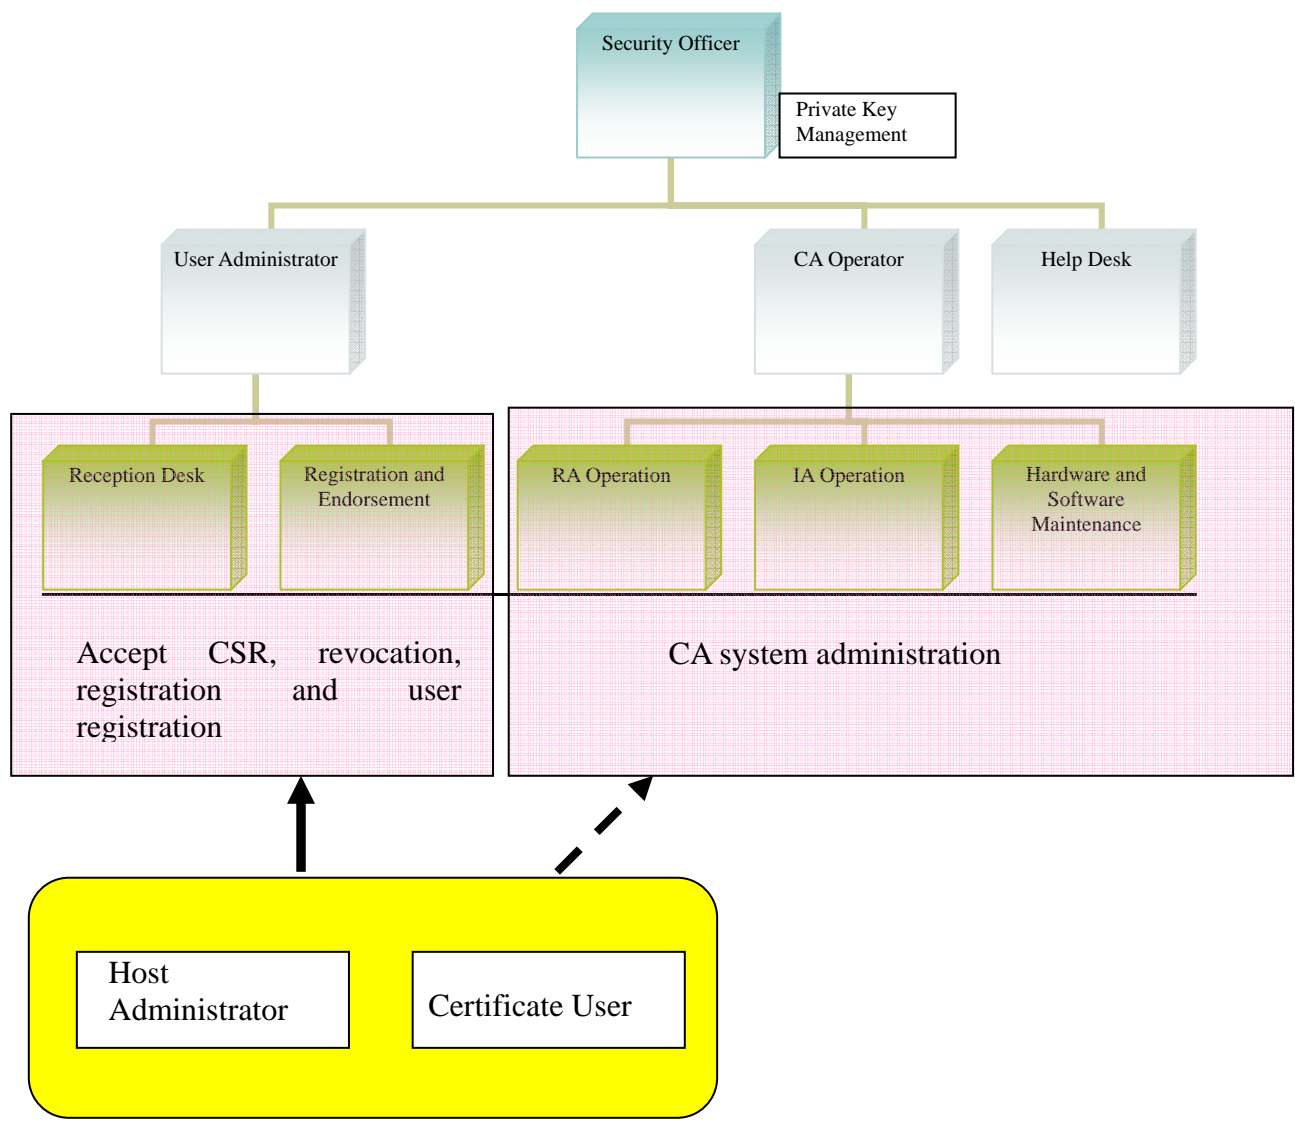 Security Officer
Private Key
Management
User Administrator
CA Operator
Help Desk
Reception Desk
Registration and
Endorsement
RA Operation
IA Operation
Hardware and
Software
Maintenance
Accept CSR, revocation,
registration and user
registration
CA system administration
Host
Administrator
Certificate User